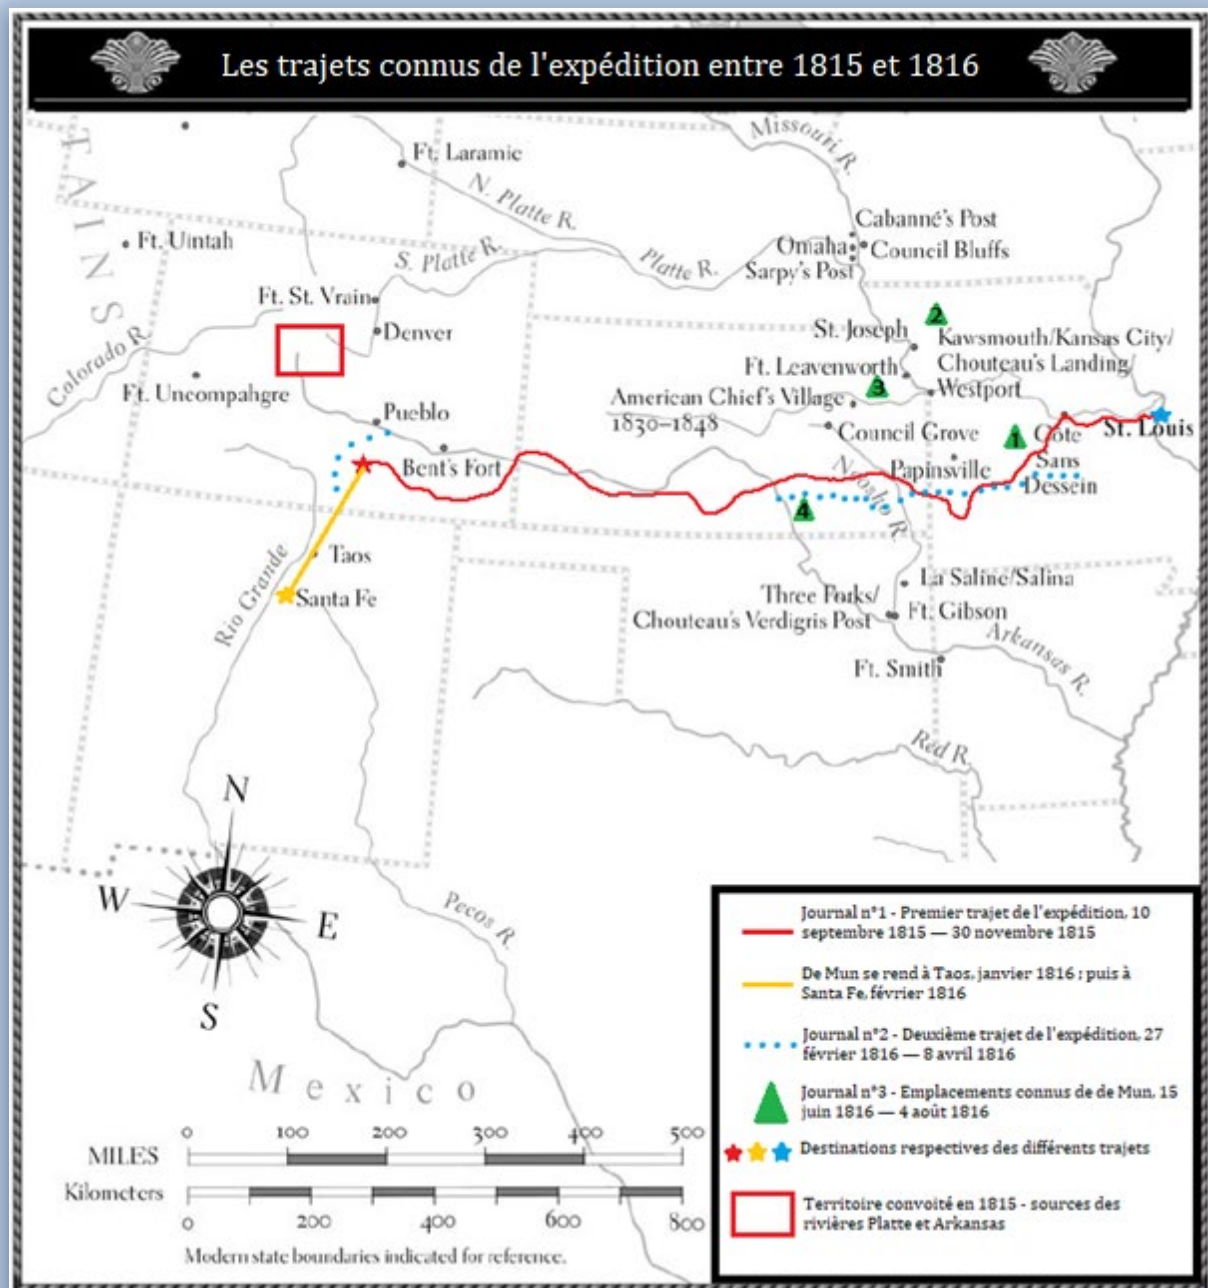 Les trajets connus de l'expédition entre 1815 et 1816
TAINS
Missouri R.
Ft. Laramie
N. Platte R.
Cabanné's Post
Ft. Uintah
Omaha
Council Bluffs
S. Platte R.
Platte R.
Sarpy's Post
Ft. St. Vrain
2
Denver
St. Joseph
Kawsmouth/Kansas City/
Chouteau's Landing/
Westport
Colorado R.
Ft. Leavenworth
3
Ft. Uncompahgre
American Chief's Village
1830–1848
Pueblo
Council Grove
1
Côte
Sans
Dessein
St. Louis
Bent's Fort
Papinsville
Neosho R.
4
Taos
Rio Grande
Santa Fe
La Saline/Salina
Three Forks/
Chouteau's Verdigris Post
Ft. Gibson
Arkansas R.
Ft. Smith
Red R.
N
W
E
S
Pecos R.
Mexico
0 100 200 300 400 500
MILES
Kilometers
0 200 400 600 800
Modern state boundaries indicated for reference.
Journal n°1 - Premier trajet de l'expédition, 10
septembre 1815 — 30 novembre 1815
De Mun se rend à Taos, janvier 1816 ; puis à
Santa Fe, février 1816
Journal n°2 - Deuxième trajet de l'expédition, 27
février 1816 — 8 avril 1816
Journal n°3 - Emplacements connus de de Mun, 15
juin 1816 — 4 août 1816
Destinations respectives des différents trajets
Territoire convoité en 1815 - sources des
rivières Platte et Arkansas